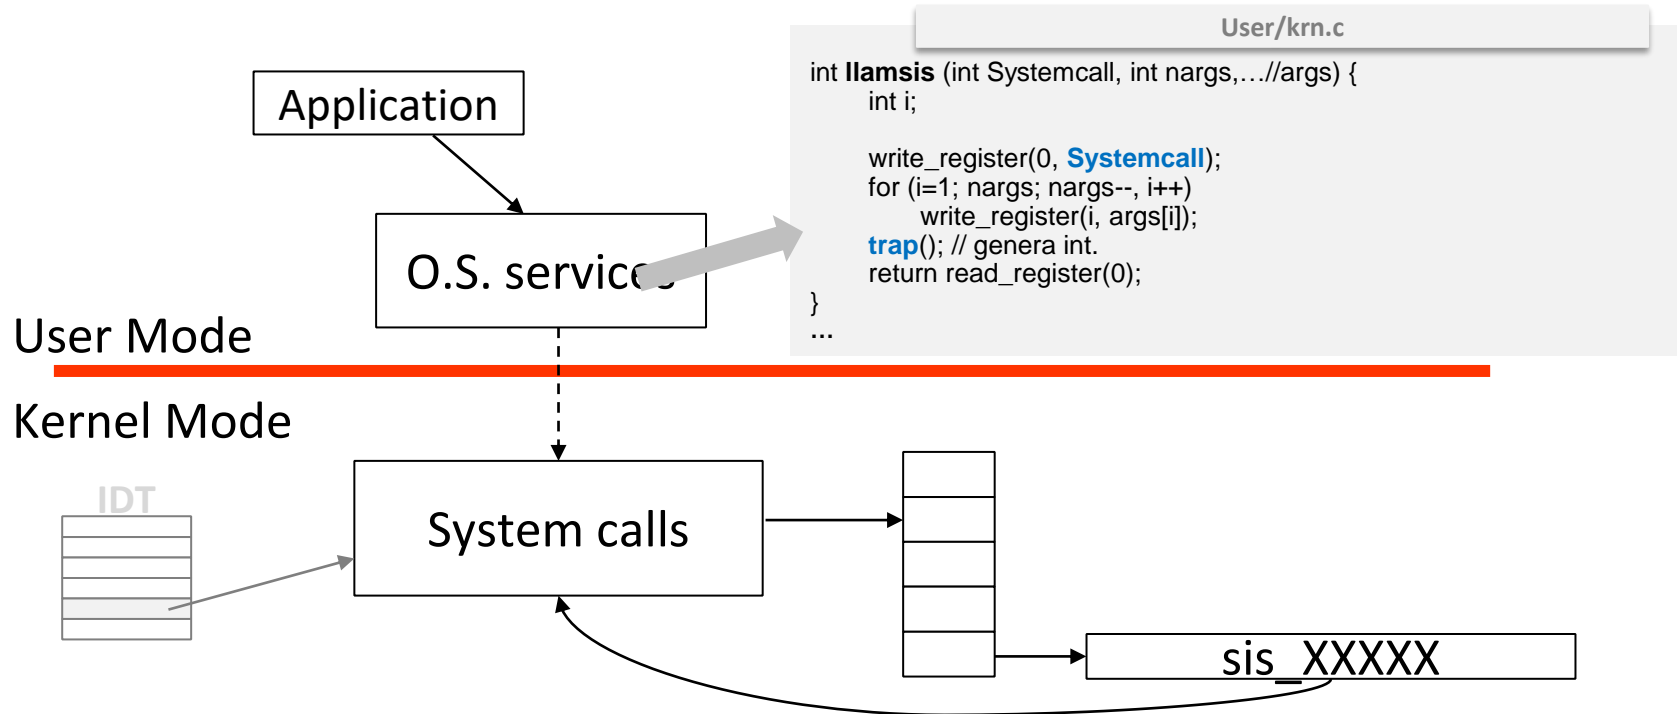 User/krn.c
Application
int llamsis (int Systemcall, int nargs,…//args) {
int i;
write_register(0, Systemcall);
for (i=1; nargs; nargs--, i++)
write_register(i, args[i]);
trap(); // genera int.
return read_register(0);
}
...
O.S. services
User Mode
Kernel Mode
IDT
System calls
sis_XXXXX